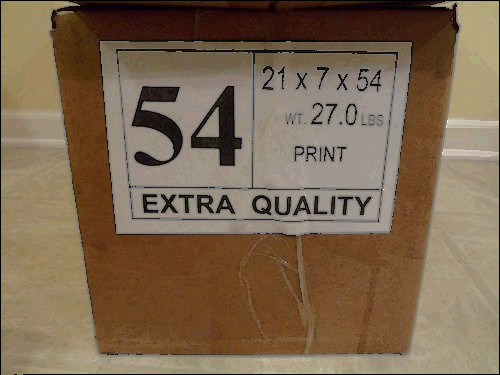 54
21 x 7 x 54
WT. 27.0 LBS
PRINT
EXTRA QUALITY